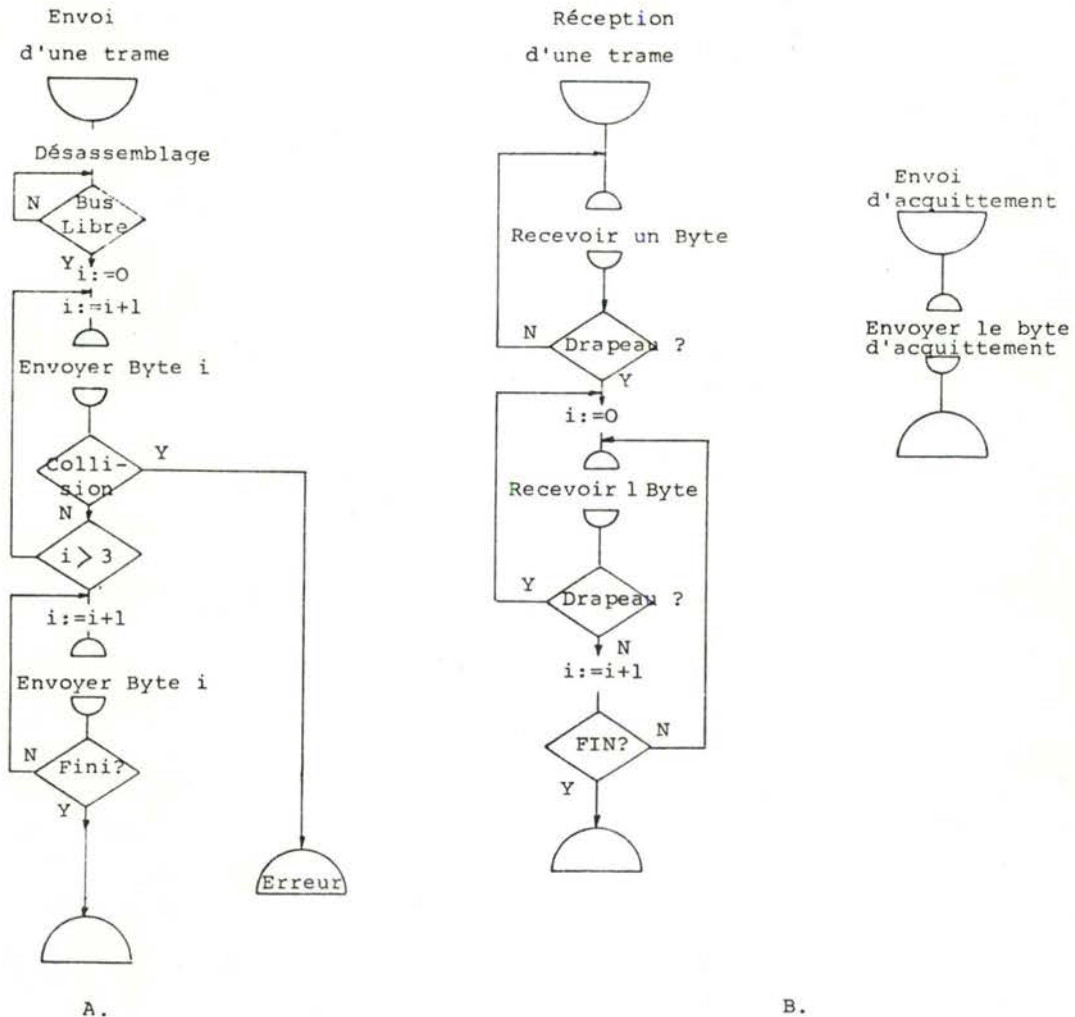 Envoi
d'une trame
Désassemblage
N
Bus
Libre
Y
i:=0
i:=i+1
Envoyer Byte i
Y
Colli-
sion
N
i > 3
i:=i+1
Envoyer Byte i
N
Fini?
Y
Erreur
A.
Réception
d'une trame
Recevoir un Byte
N
Drapeau ?
Y
i:=0
Recevoir 1 Byte
Y
Drapeau ?
N
i:=i+1
FIN?
N
Y
Envoi
d'acquittement
Envoyer le byte
d'acquittement
B.